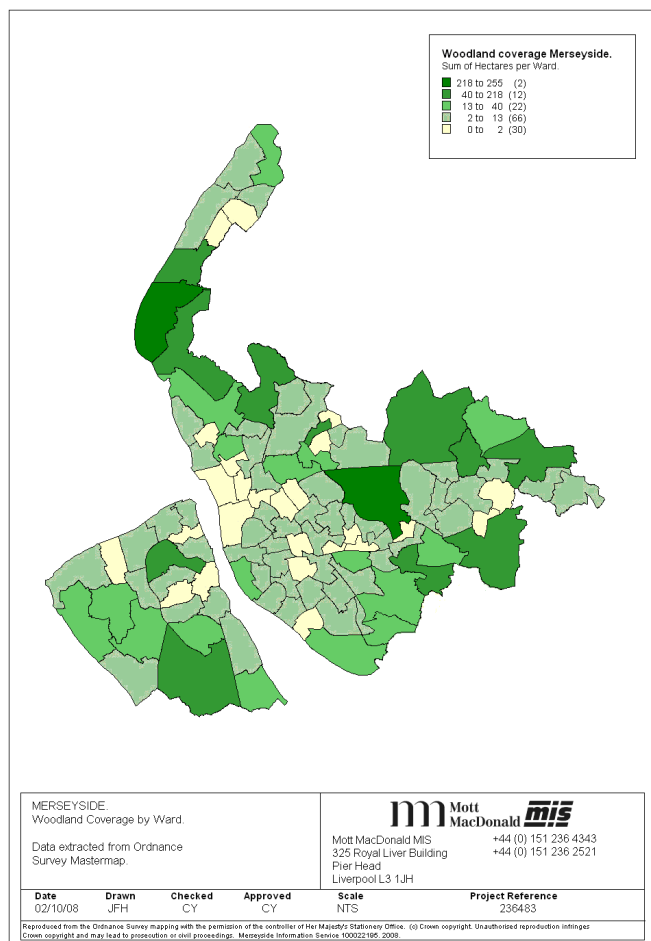 Woodland coverage Merseyside.
Sum of Hectares per Ward.
218 to 255 (2)
40 to 218 (12)
13 to 40 (22)
2 to 13 (66)
0 to 2 (30)
MERSEYSIDE.
Woodland Coverage by Ward.
Data extracted from Ordnance
Survey Mastermap.
Mott
MacDonald mis
Mott MacDonald MIS +44 (0) 151 236 4343
325 Royal Liver Building +44 (0) 151 236 2521
Pier Head
Liverpool L3 1JH
Date Drawn Checked Approved Scale Project Reference
02/10/08 JFH CY CY NTS 236483
Reproduced from the Ordnance Survey mapping with the permission of the controller of Her Majesty's Stationery Office. (c) Crown copyright. Unauthorised reproduction infringes
Crown copyright and may lead to prosecution or civil proceedings. Merseyside Information Service 100022195. 2008.